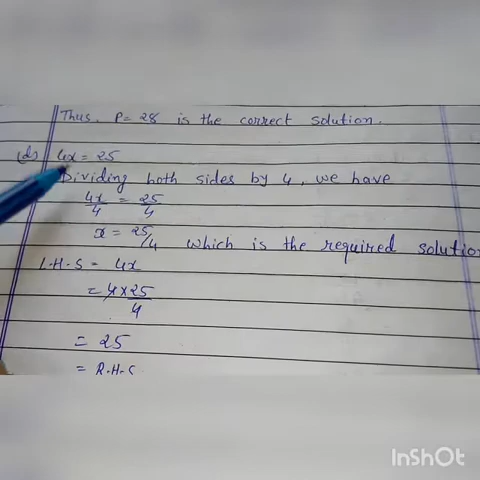 Thus, P = 28 is the correct solution.
(d) 4x = 25
Dividing both sides by 4, we have
4x/4 = 25/4
x = 25/4 which is the required solution
L.H.S = 4x
= 4 × 25/4
= 25
= R.H.S
InShOt